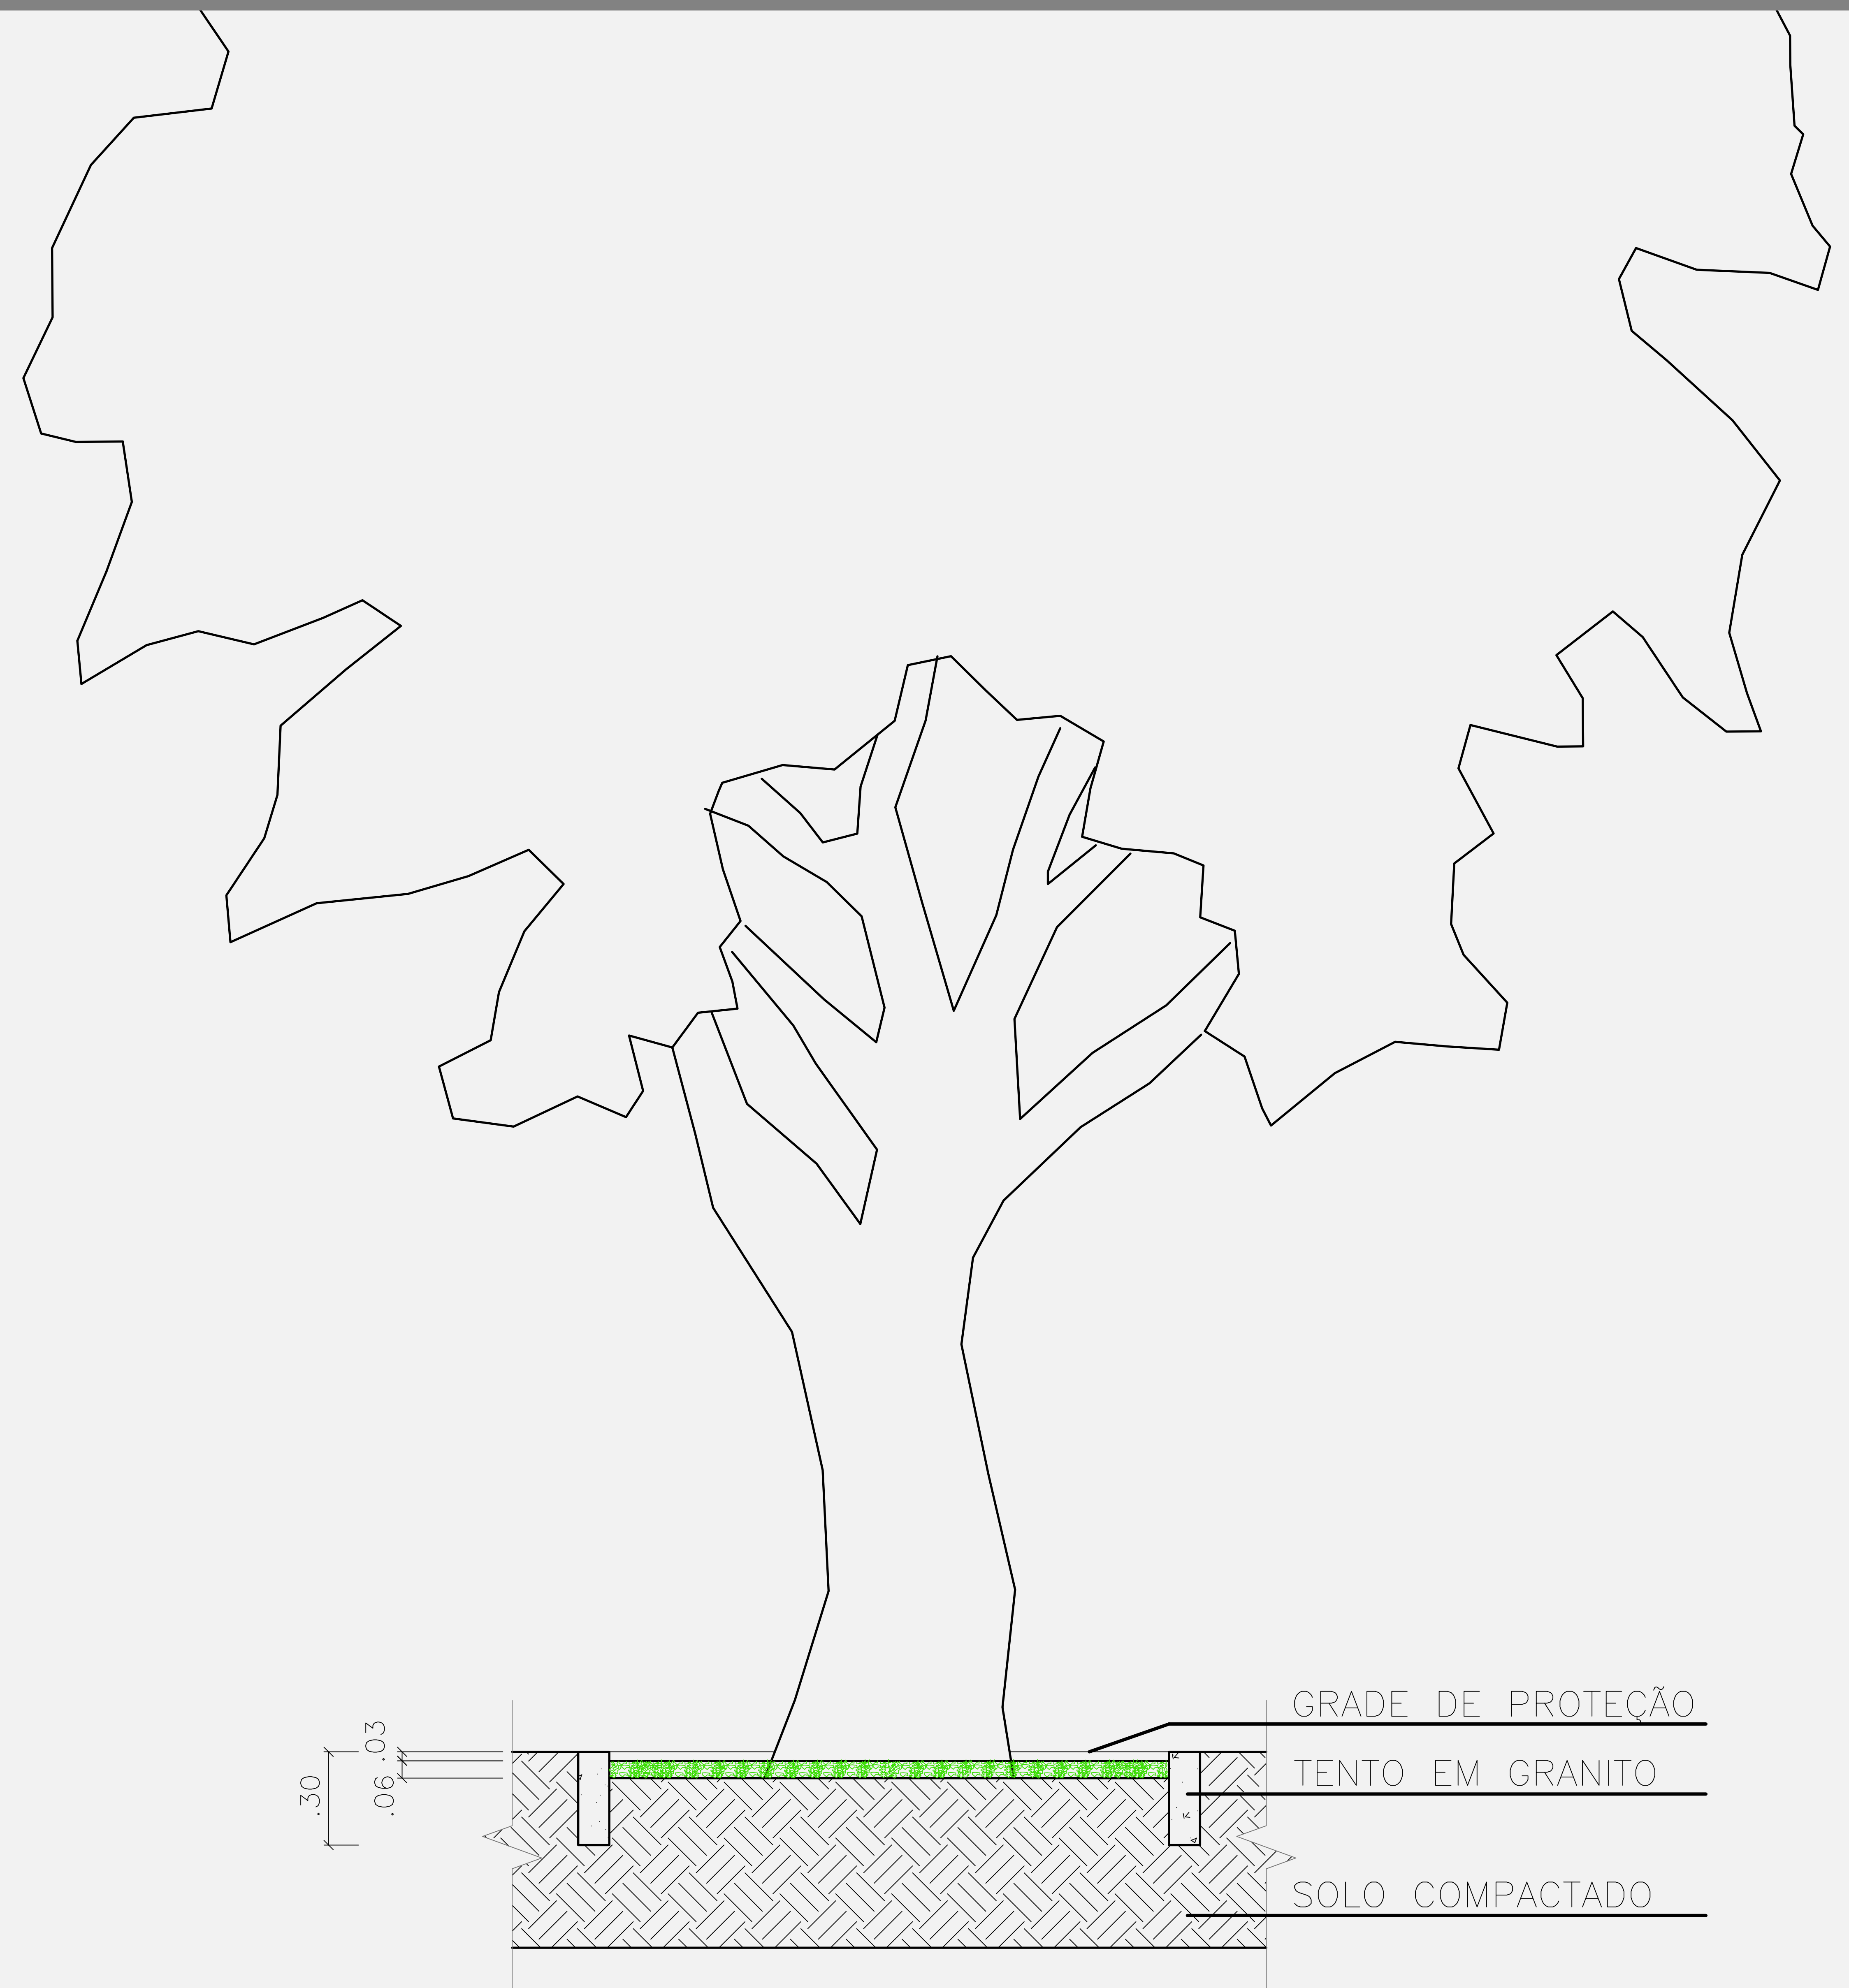 GRADE DE PROTEÇÃO
.03
TENTO EM GRANITO
.06
.30
SOLO COMPACTADO